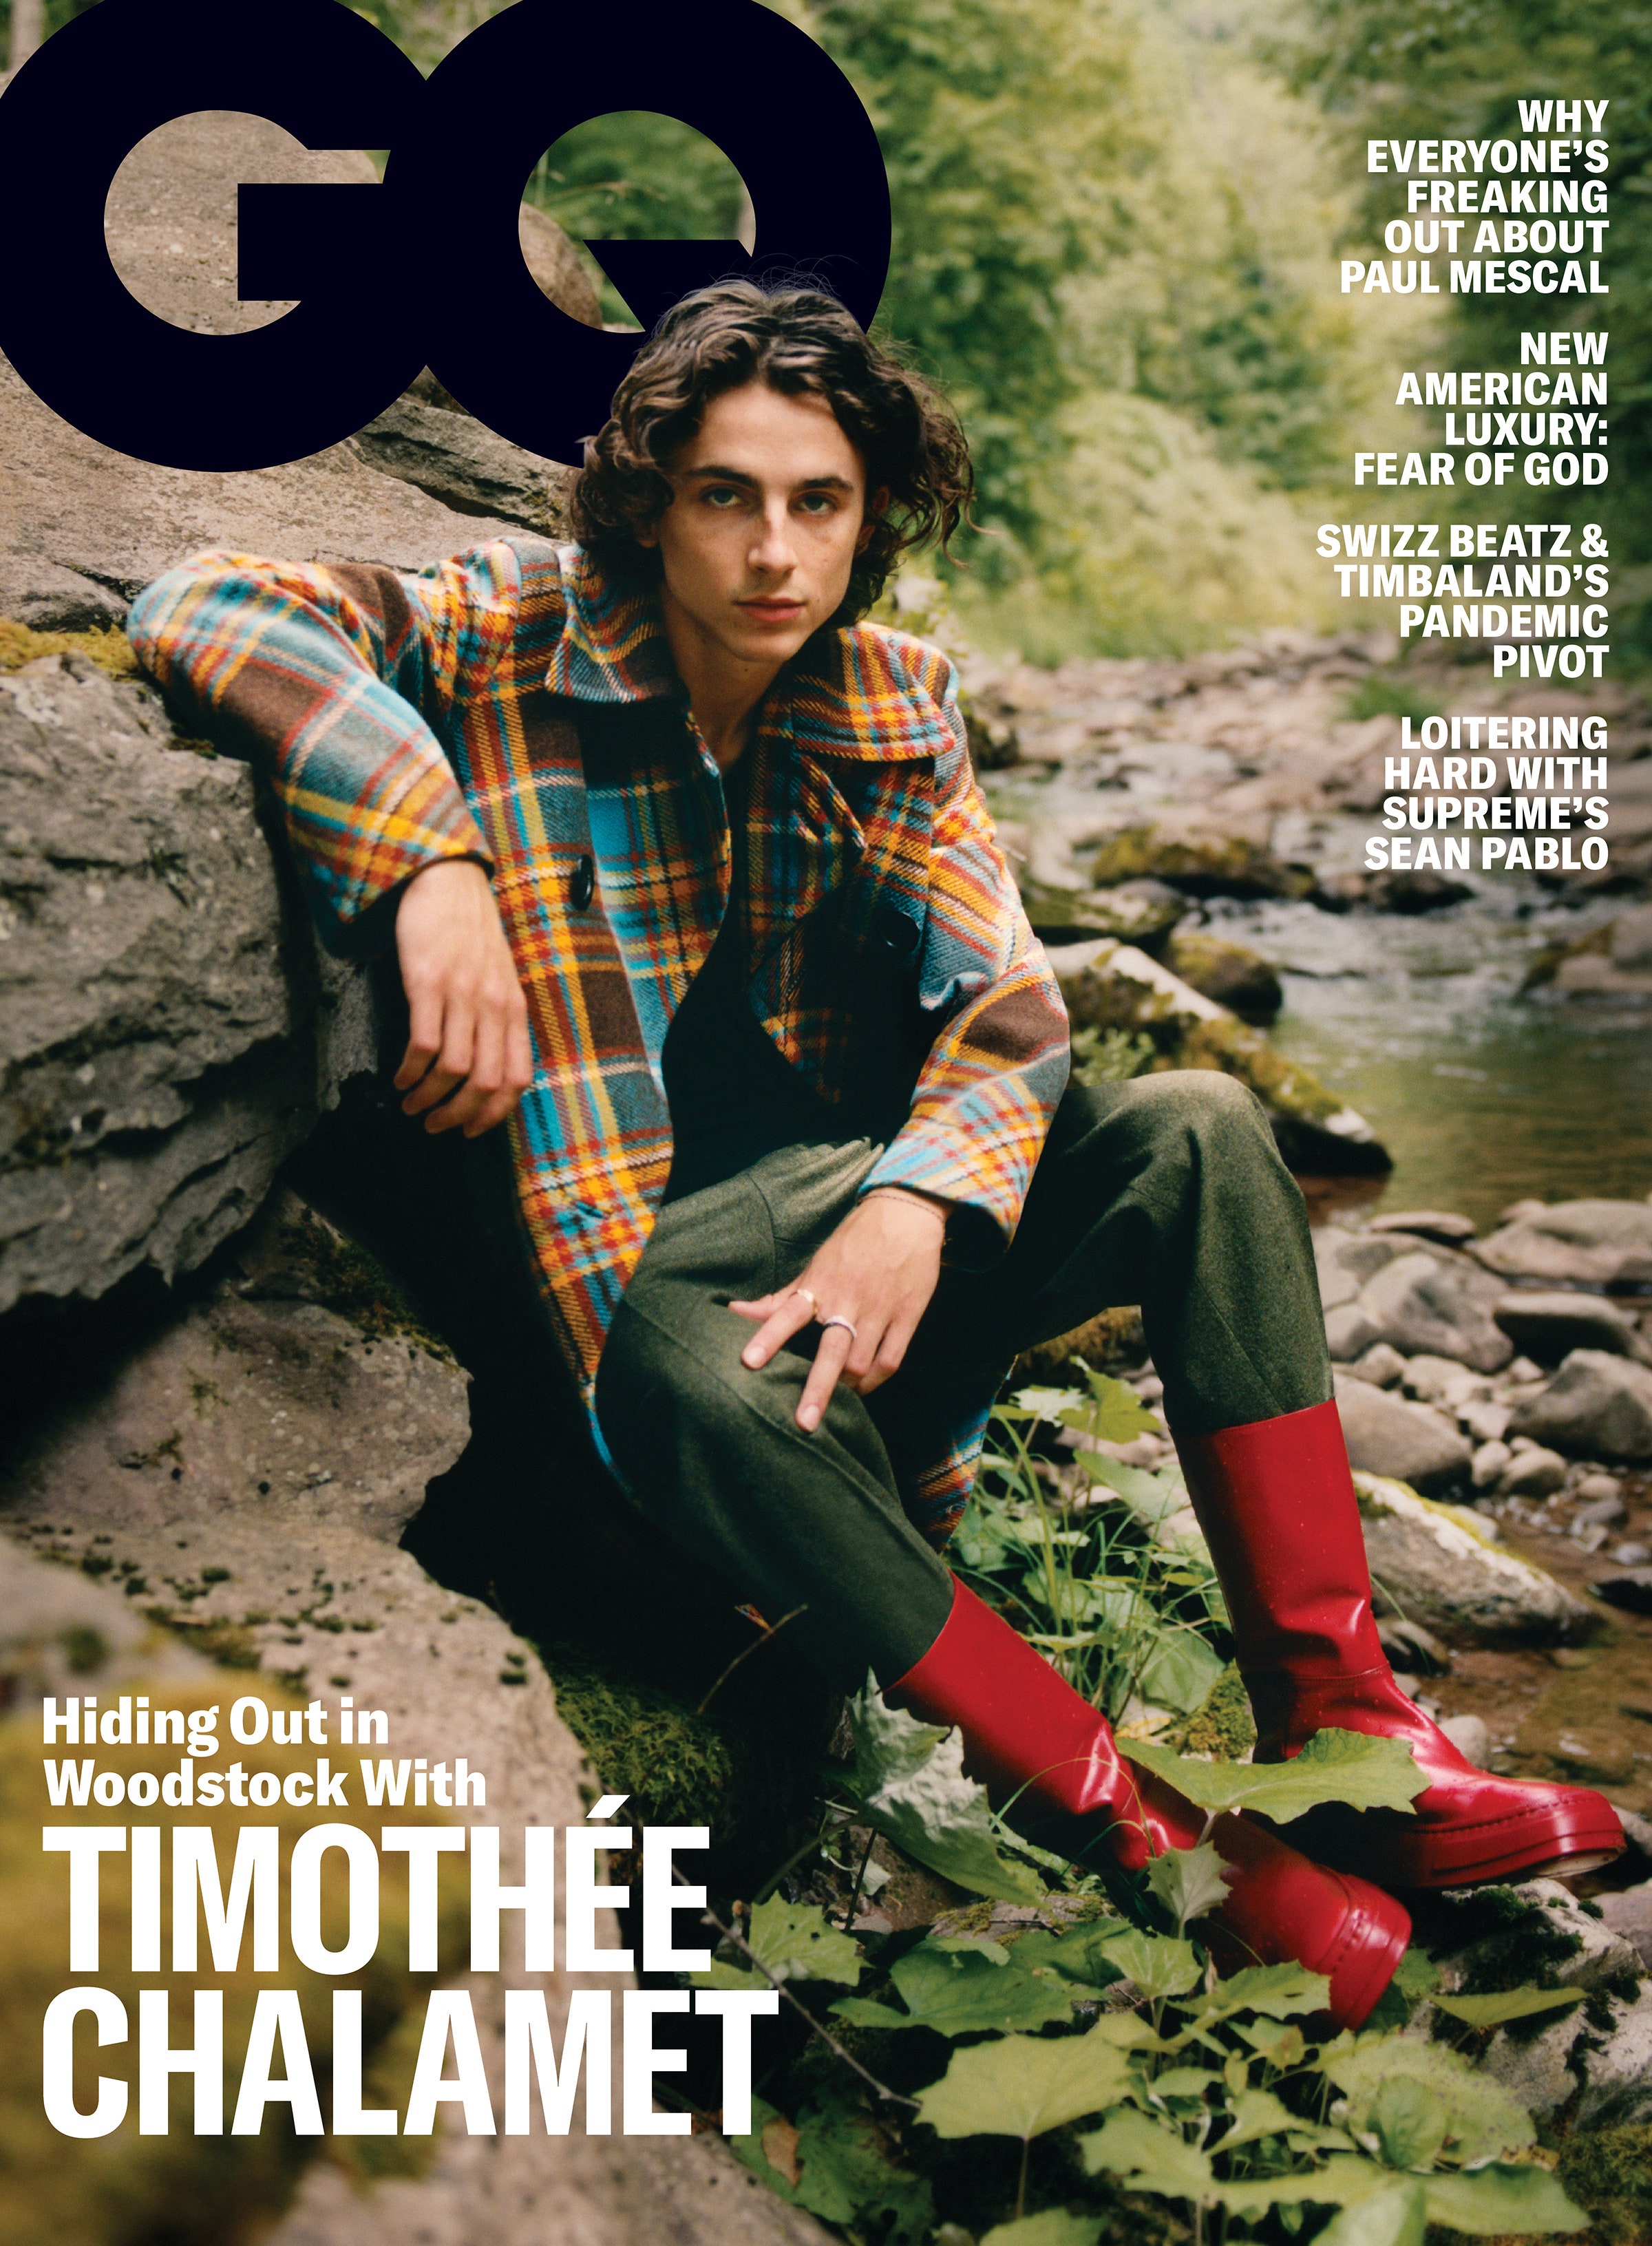 GQ
WHY
EVERYONE’S
FREAKING
OUT ABOUT
PAUL MESCAL
NEW
AMERICAN
LUXURY:
FEAR OF GOD
SWIZZ BEATZ &
TIMBALAND’S
PANDEMIC
PIVOT
LOITERING
HARD WITH
SUPREME’S
SEAN PABLO
Hiding Out in
Woodstock With
TIMOTHÉE
CHALAMET